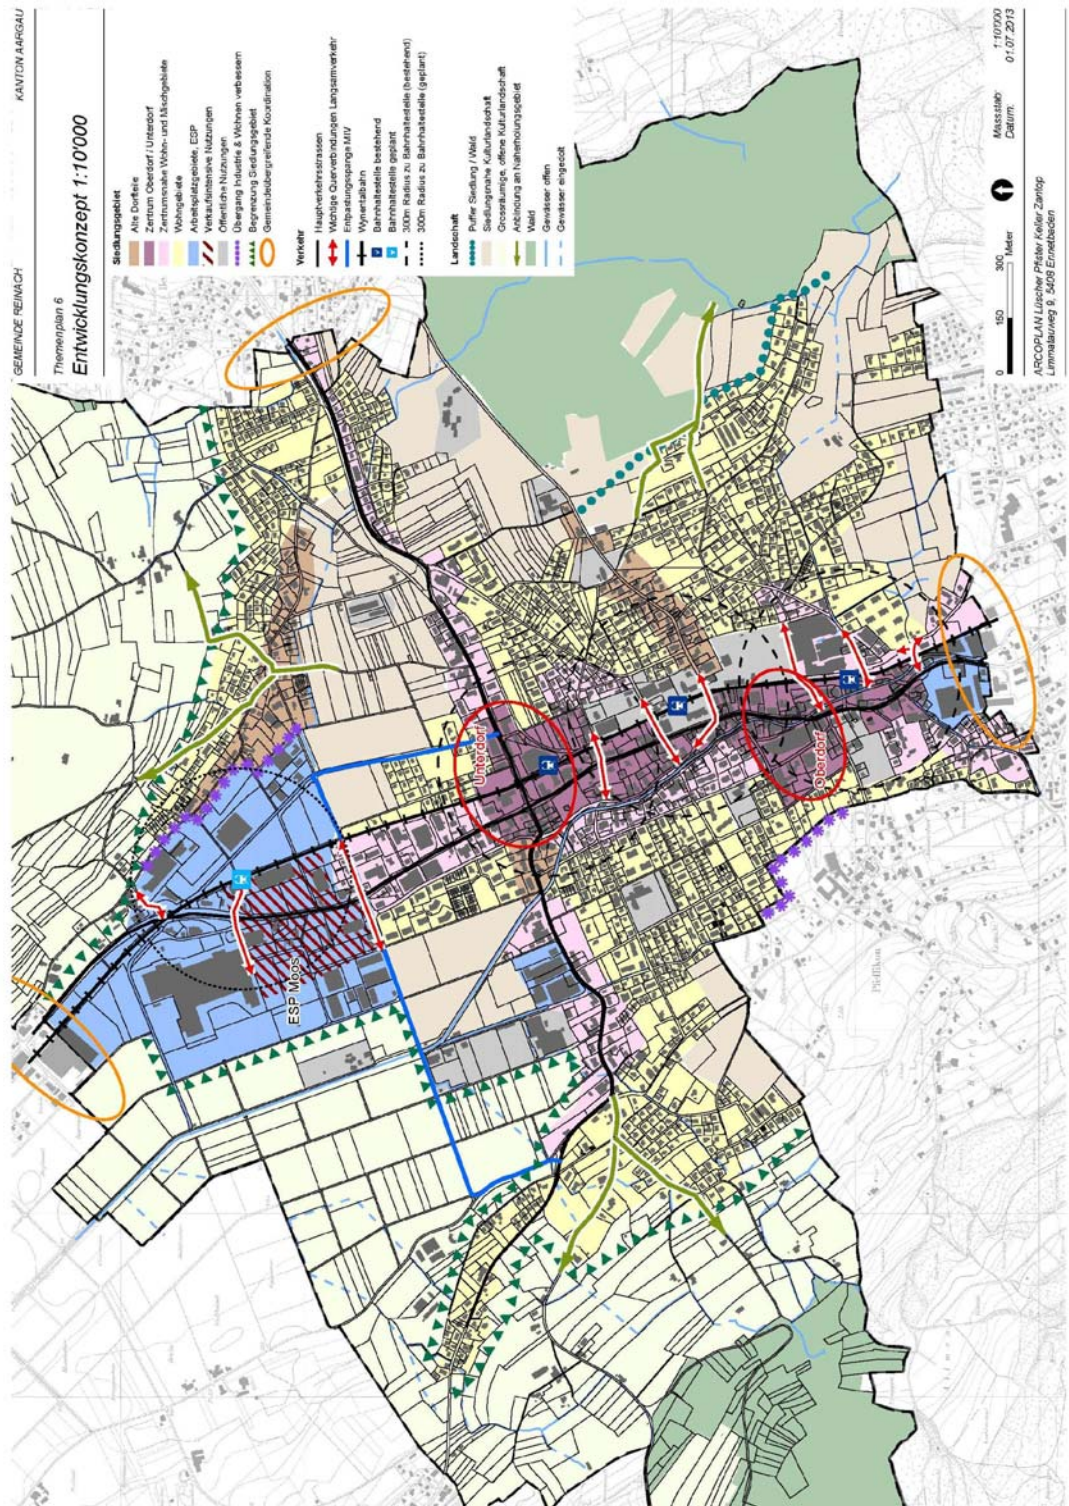 GEMEINDE REINACH
KANTON AARGAU
Themenplan 6
Entwicklungskonzept 1:10'000
Siedlungsgebiet
Alte Dorfteile
Zentrum Oberdorf / Unterdorf
Zentrumsnahe Wohn- und Mischgebiete
Wohngebiete
Arbeitsplatzgebiete, ESP
Verkaufsintensive Nutzungen
Öffentliche Nutzungen
Übergang Industrie & Wohnen verbessern
Begrenzung Siedlungsgebiet
Gemeindeübergreifende Koordination
Verkehr
Hauptverkehrsstrassen
Wichtige Querverbindungen Langsamverkehr
Entlastungsspange MIV
Wynentalbahn
Bahnhaltestelle bestehend
Bahnhaltestelle geplant
300m Radius zu Bahnhaltestelle (bestehend)
300m Radius zu Bahnhaltestelle (geplant)
Landschaft
Puffer Siedlung / Wald
Siedlungsnahe Kulturlandschaft
Grossräumige, offene Kulturlandschaft
Anbindung an Naherholungsgebiet
Wald
Gewässer offen
Gewässer eingedolt
0 150 300 Meter
Massstab: 1:10'000
Datum: 01.07.2013
ARCOPLAN Lüscher Pfister Keller Zantop
Limmatauweg 9, 5408 Ennetbaden
ESP Moos
Unterdorf
Oberdorf
Pfeffikon